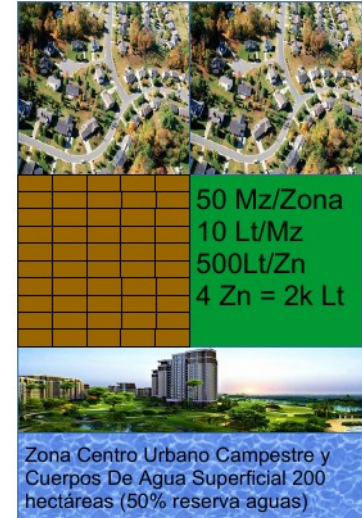 50 Mz/Zona
10 Lt/Mz
500Lt/Zn
4 Zn = 2k Lt
Zona Centro Urbano Campestre y
Cuerpos De Agua Superficial 200
hectáreas (50% reserva aguas)